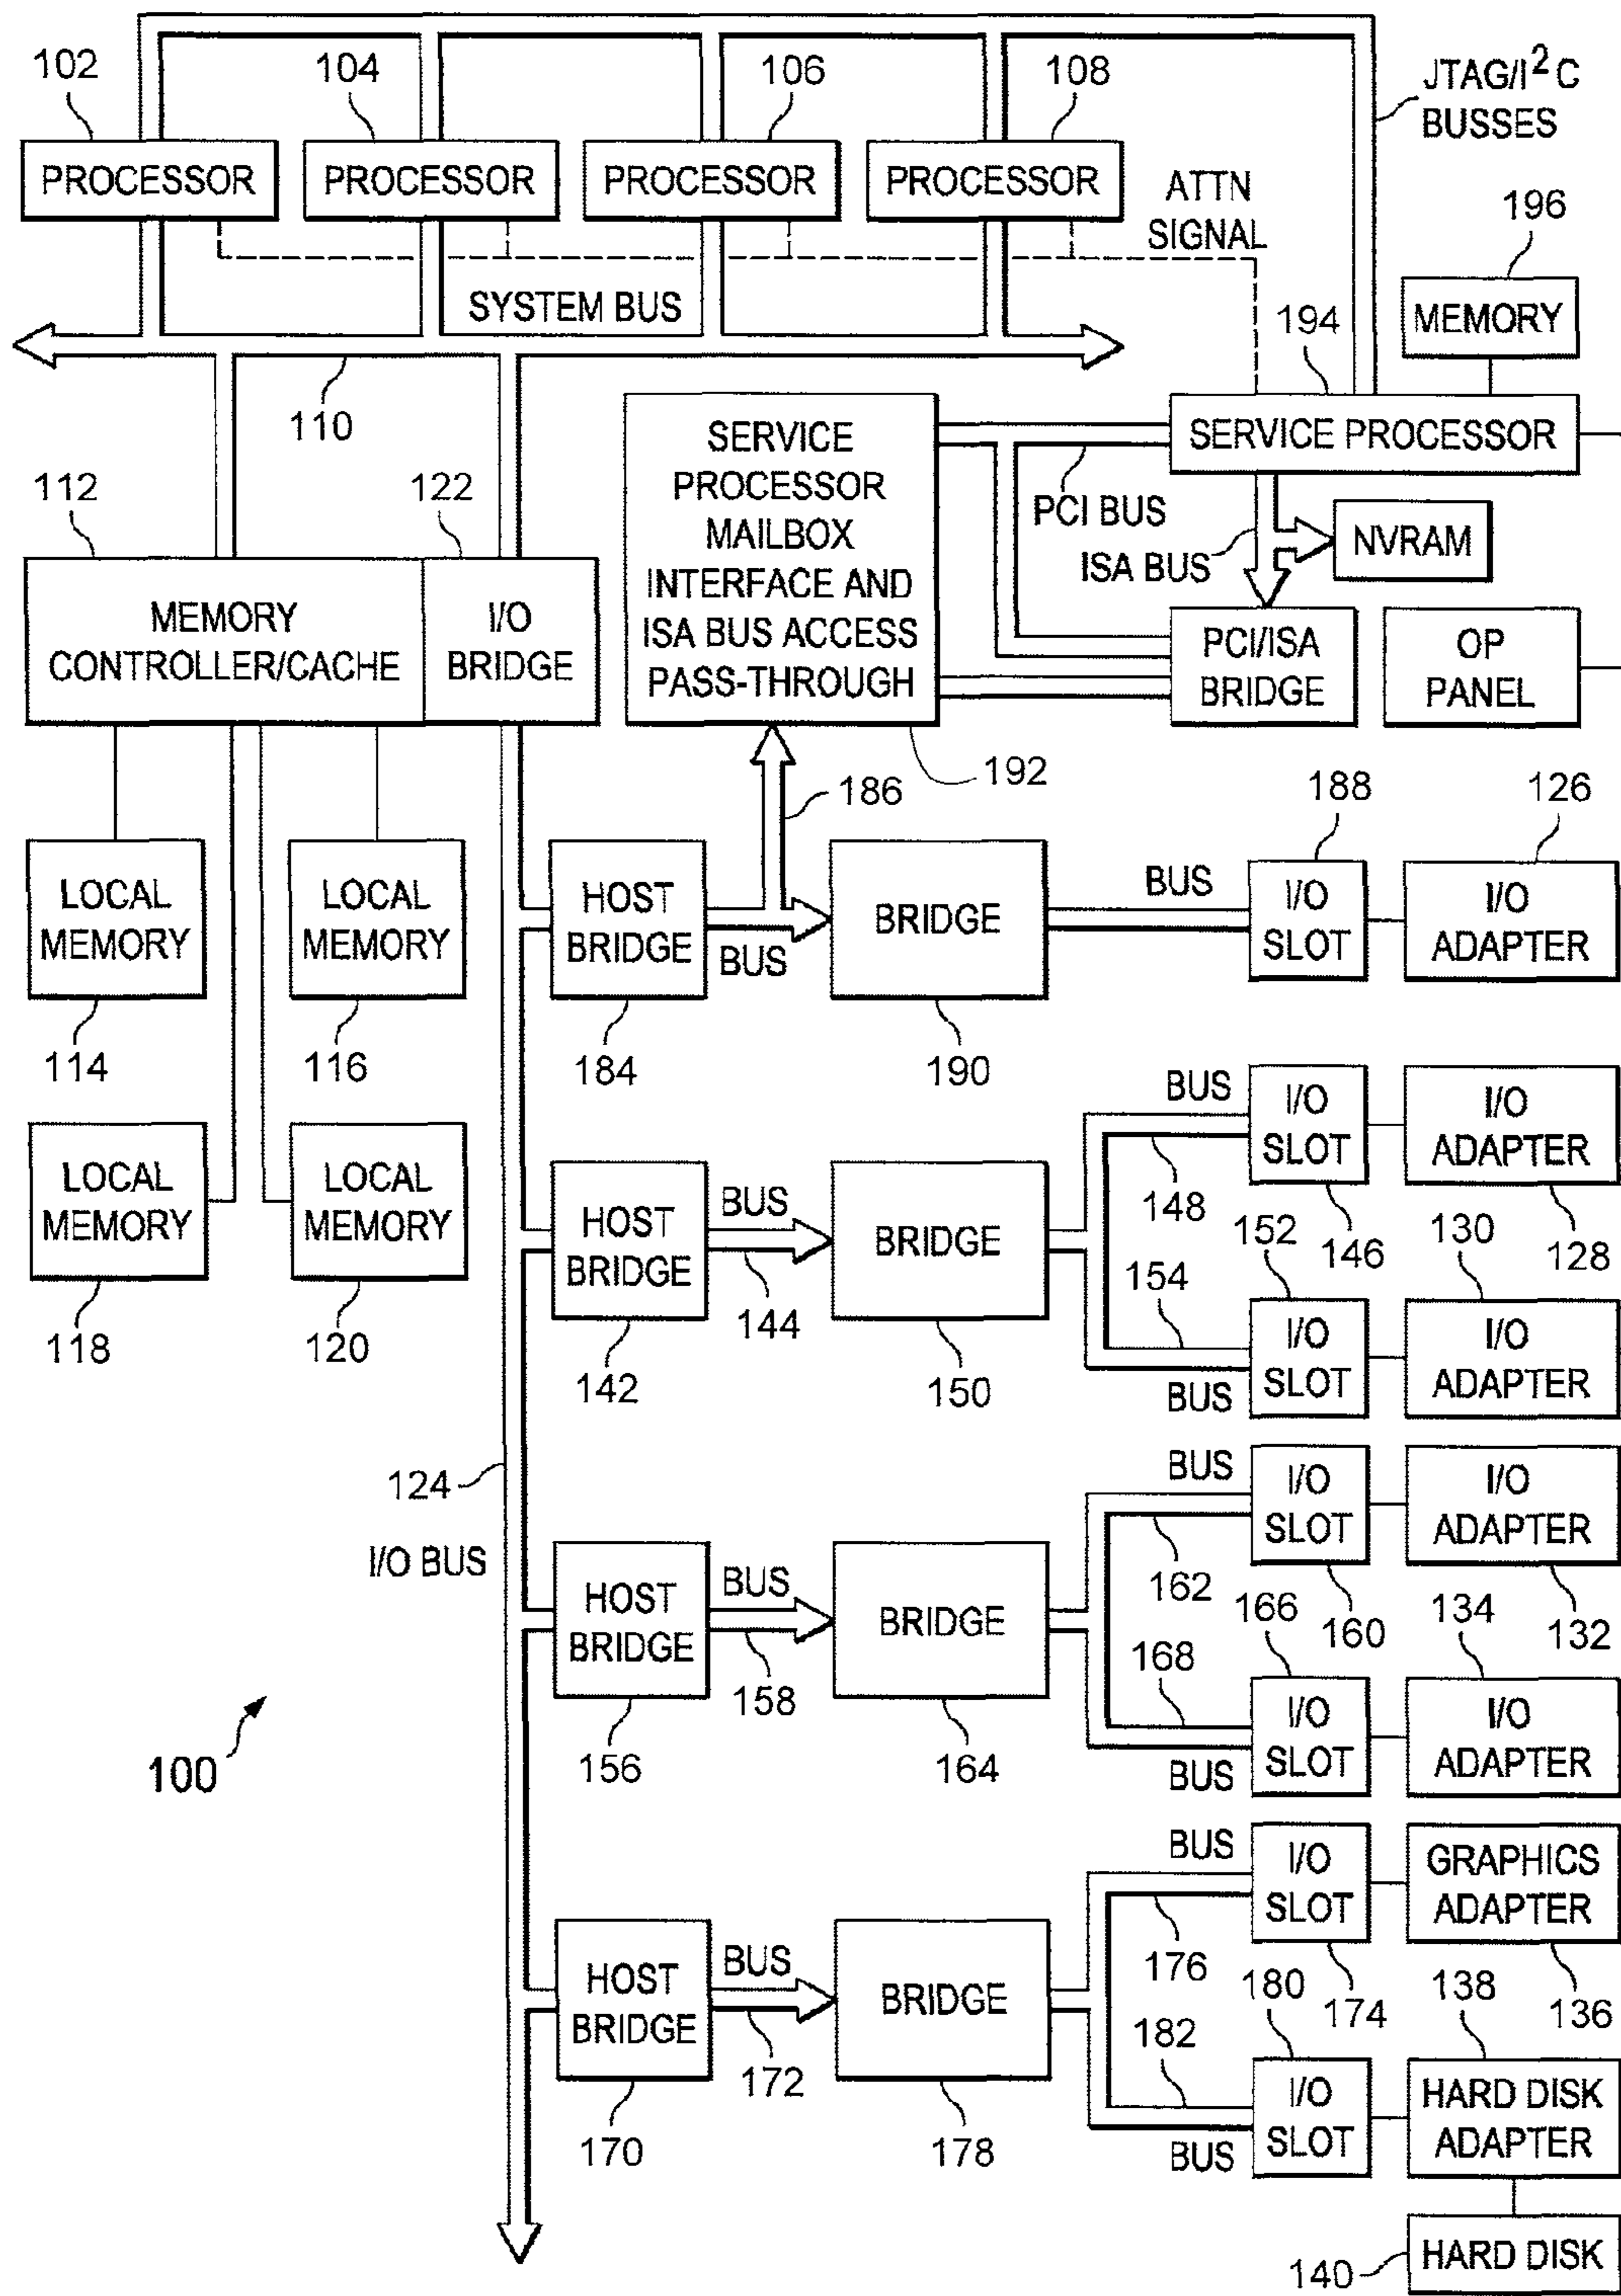 102
104
106
108
JTAG/I²C
BUSSES
PROCESSOR
PROCESSOR
PROCESSOR
PROCESSOR
ATTN
SIGNAL
196
SYSTEM BUS
194
MEMORY
110
SERVICE
PROCESSOR
MAILBOX
INTERFACE AND
ISA BUS ACCESS
PASS-THROUGH
SERVICE PROCESSOR
112
122
PCI BUS
ISA BUS
NVRAM
MEMORY
CONTROLLER/CACHE
I/O
BRIDGE
PCI/ISA
BRIDGE
OP
PANEL
186
192
188
126
LOCAL
MEMORY
LOCAL
MEMORY
HOST
BRIDGE
BUS
BRIDGE
BUS
I/O
SLOT
I/O
ADAPTER
114
116
184
190
BUS
I/O
SLOT
I/O
ADAPTER
LOCAL
MEMORY
LOCAL
MEMORY
HOST
BRIDGE
BUS
BRIDGE
148
152
146
130
128
118
120
142
144
150
154
BUS
I/O
SLOT
I/O
ADAPTER
124
I/O BUS
BUS
I/O
SLOT
I/O
ADAPTER
HOST
BRIDGE
BUS
BRIDGE
162
166
160
134
132
156
158
164
168
BUS
I/O
SLOT
I/O
ADAPTER
100
BUS
I/O
SLOT
GRAPHICS
ADAPTER
HOST
BRIDGE
BUS
BRIDGE
176
180
174
138
136
170
172
178
182
BUS
I/O
SLOT
HARD DISK
ADAPTER
140
HARD DISK